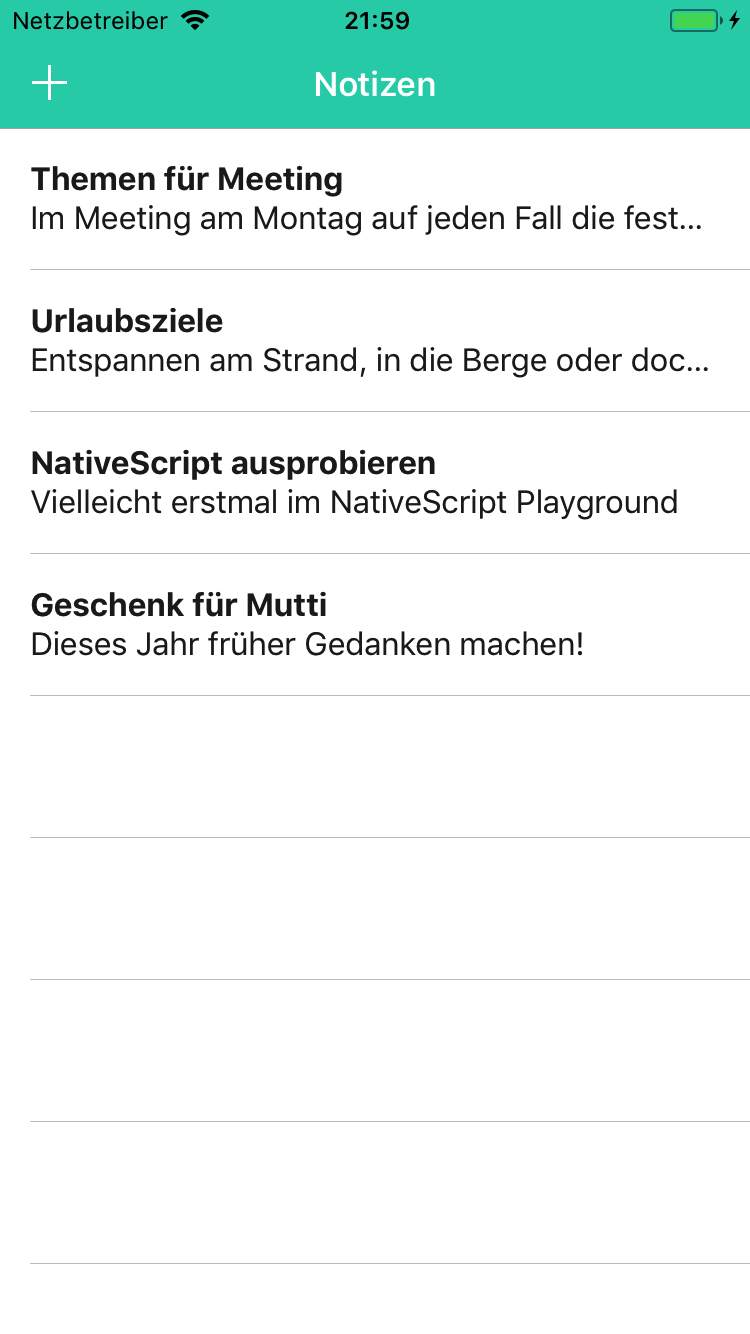 Netzbetreiber 21:59
Notizen
Themen für Meeting
Im Meeting am Montag auf jeden Fall die fest...
Urlaubsziele
Entspannen am Strand, in die Berge oder doc...
NativeScript ausprobieren
Vielleicht erstmal im NativeScript Playground
Geschenk für Mutti
Dieses Jahr früher Gedanken machen!